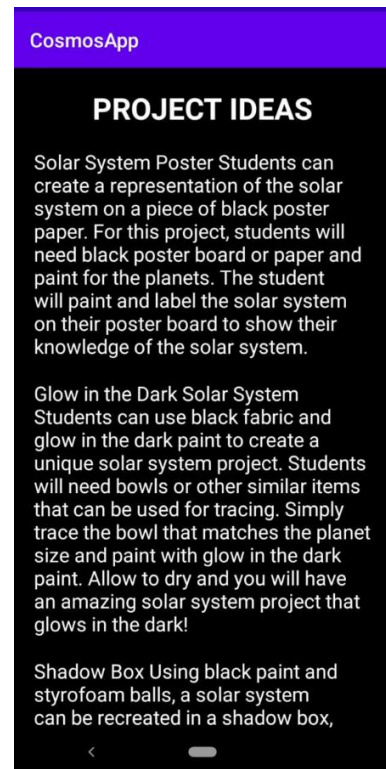 CosmosApp
PROJECT IDEAS
Solar System Poster Students can
create a representation of the solar
system on a piece of black poster
paper. For this project, students will
need black poster board or paper and
paint for the planets. The student
will paint and label the solar system
on their poster board to show their
knowledge of the solar system.
Glow in the Dark Solar System
Students can use black fabric and
glow in the dark paint to create a
unique solar system project. Students
will need bowls or other similar items
that can be used for tracing. Simply
trace the bowl that matches the planet
size and paint with glow in the dark
paint. Allow to dry and you will have
an amazing solar system project that
glows in the dark!
Shadow Box Using black paint and
styrofoam balls, a solar system
can be recreated in a shadow box,